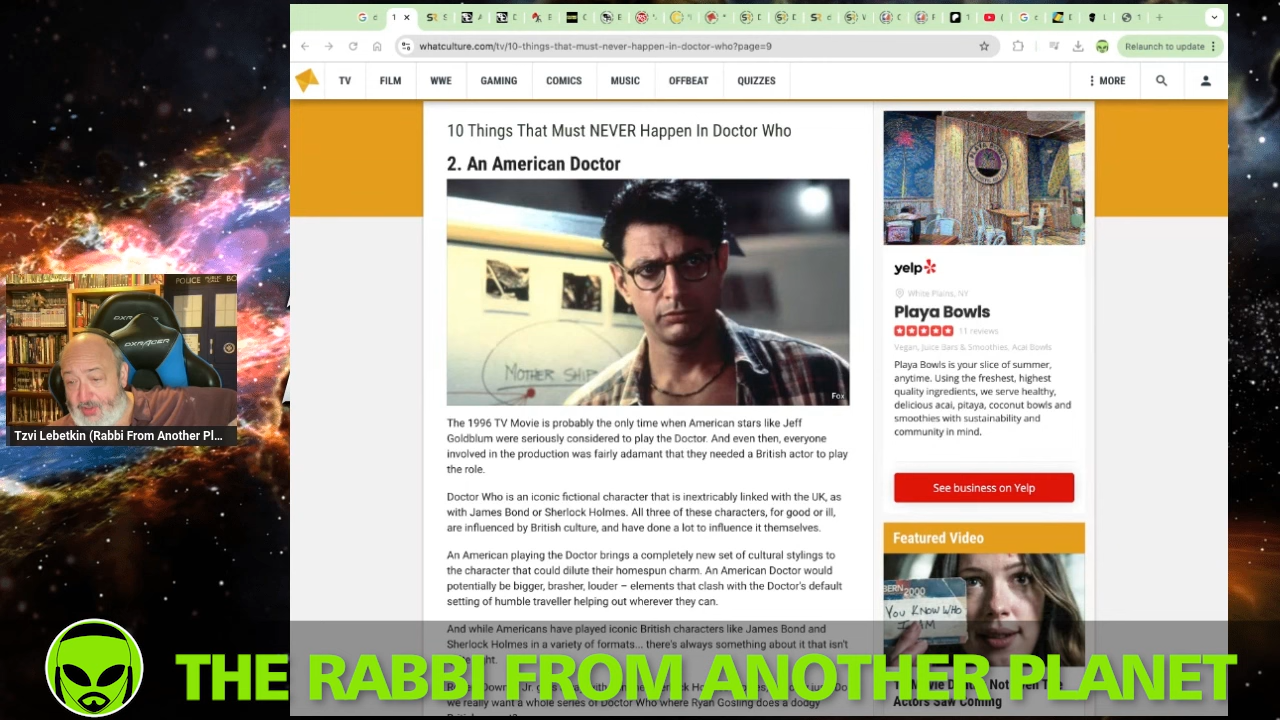 whatculture.com/tv/10-things-that-must-never-happen-in-doctor-who?page=9
Relaunch to update
TV FILM WWE GAMING COMICS MUSIC OFFBEAT QUIZZES MORE
10 Things That Must NEVER Happen In Doctor Who
2. An American Doctor
MOTHER SHIP
Fox
The 1996 TV Movie is probably the only time when American stars like Jeff
Goldblum were seriously considered to play the Doctor. And even then, everyone
involved in the production was fairly adamant that they needed a British actor to play
the role.
Doctor Who is an iconic fictional character that is inextricably linked with the UK, as
with James Bond or Sherlock Holmes. All three of these characters, for good or ill,
are influenced by British culture, and have done a lot to influence it themselves.
An American playing the Doctor brings a completely new set of cultural stylings to
the character that could dilute their homespun charm. An American Doctor would
potentially be bigger, brasher, louder – elements that clash with the Doctor's default
setting of humble traveller helping out wherever they can.
And while Americans have played iconic British characters like James Bond and
Sherlock Holmes in a variety of formats... there's always something about it that isn't
we really want a whole series of Doctor Who where Ryan Gosling does a dodgy
yelp
White Plains, NY
Playa Bowls
11 reviews
Vegan, Juice Bars & Smoothies, Acai Bowls
Playa Bowls is your slice of summer,
anytime. Using the freshest, highest
quality ingredients, we serve healthy,
delicious acai, pitaya, coconut bowls and
smoothies with sustainability and
community in mind.
See business on Yelp
Featured Video
BERN 2000
YOU KNOW WHO
I AM
Actors Saw Coming
POLICE PUBLIC CALL BO
DXRACER
Tzvi Lebetkin (Rabbi From Another Pl...
THE RABBI FROM ANOTHER PLANET